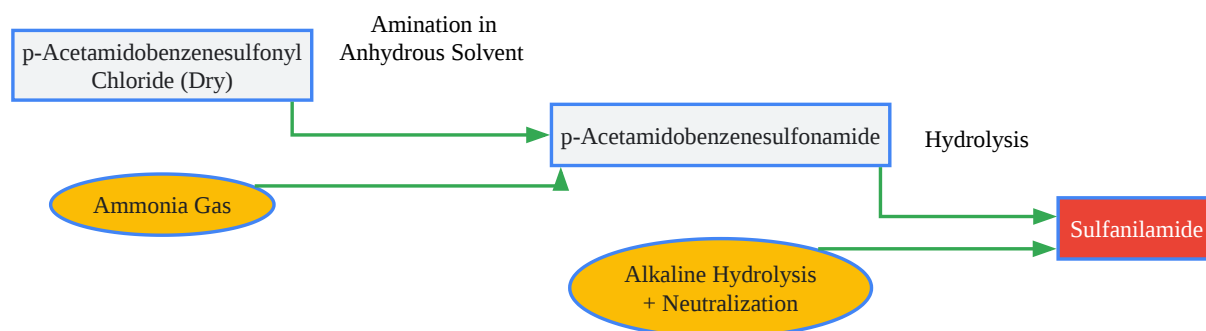 Amination in
Anhydrous Solvent
p-Acetamidobenzenesulfonyl
Chloride (Dry)
p-Acetamidobenzenesulfonamide
Hydrolysis
Ammonia Gas
Sulfanilamide
Alkaline Hydrolysis
+ Neutralization